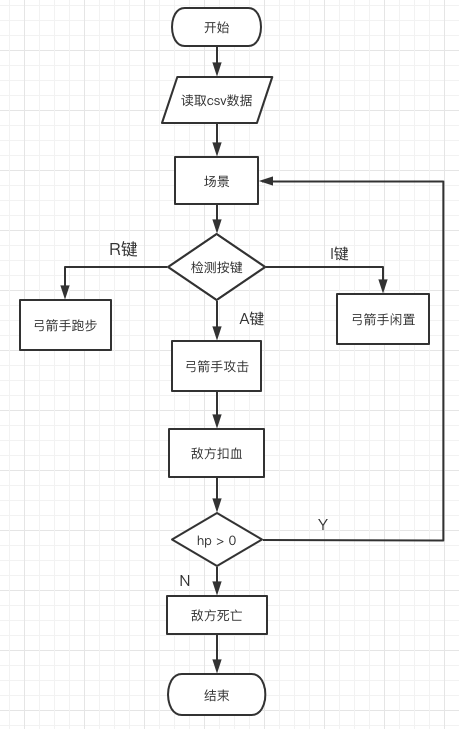 开始
读取csv数据
场景
R键
检测按键
I键
弓箭手跑步
A键
弓箭手闲置
弓箭手攻击
敌方扣血
hp > 0
Y
N
敌方死亡
结束